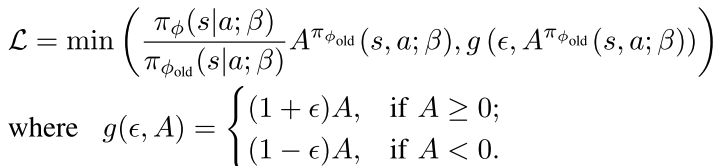 \mathcal{L} = \min \left( \frac{\pi_{\phi}(s|a; \beta)}{\pi_{\phi_{\text{old}}}(s|a; \beta)} A^{\pi_{\phi_{\text{old}}}}(s, a; \beta), g\left(\epsilon, A^{\pi_{\phi_{\text{old}}}}(s, a; \beta)\right) \right)
where g(\epsilon, A) = \begin{cases} (1 + \epsilon)A, & \text{if } A \geq 0; \\ (1 - \epsilon)A, & \text{if } A < 0. \end{cases}